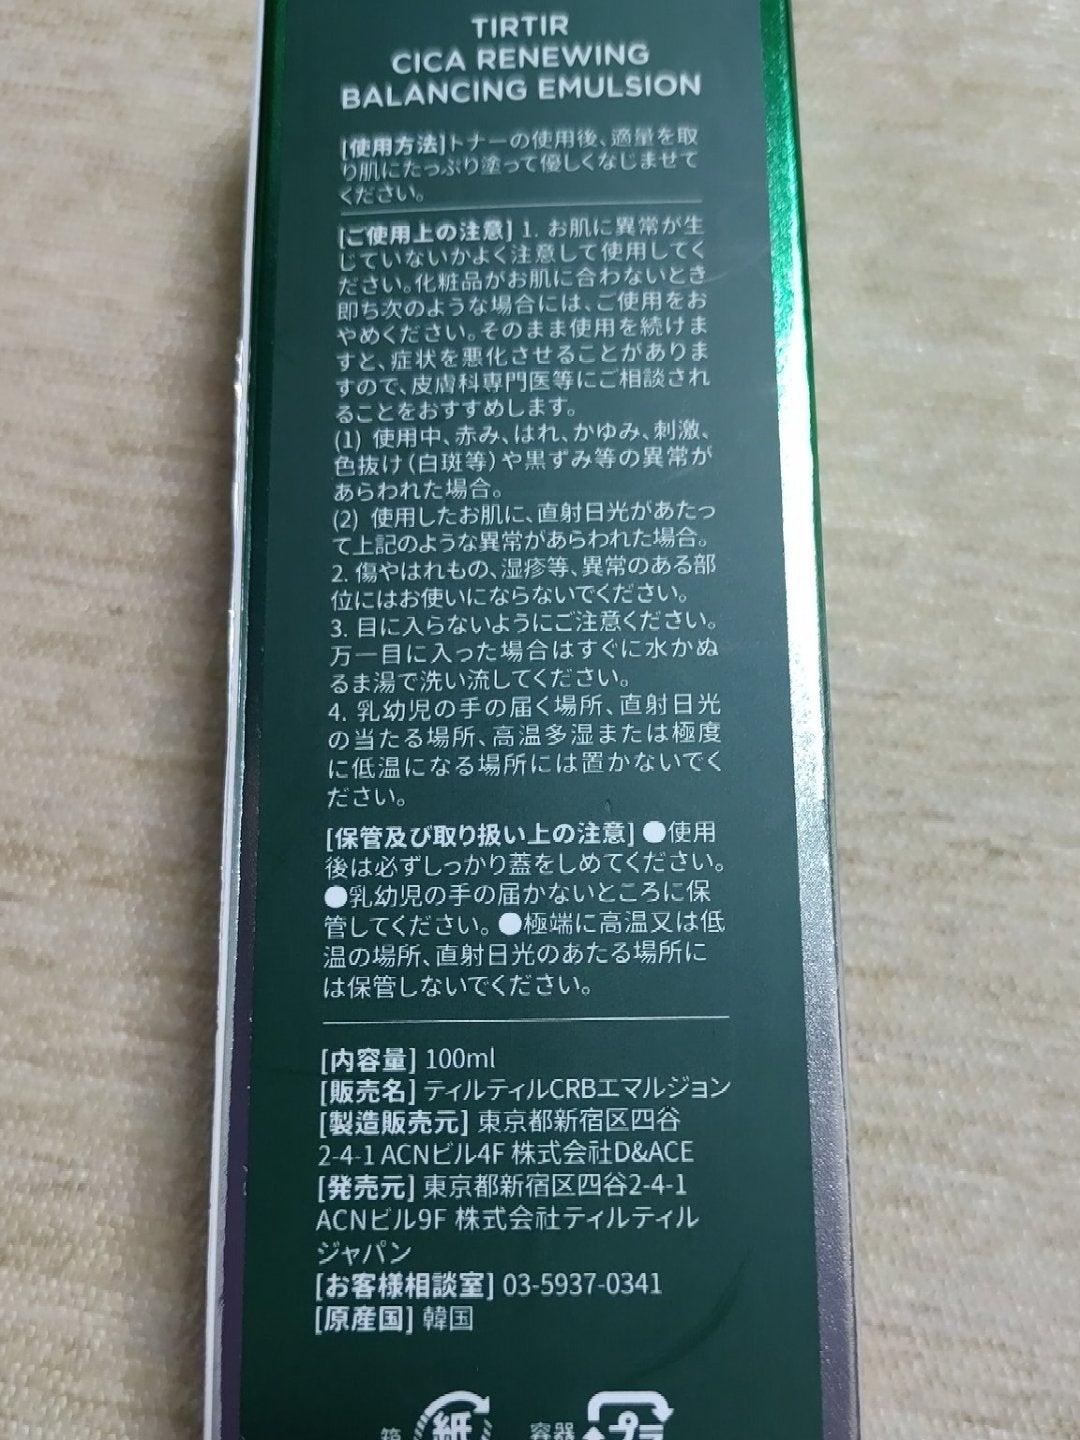 TIRTIR
CICA RENEWING
BALANCING EMULSION
[使用方法]トナーの使用後、適量を取
り肌にたっぷり塗って優しくなじませて
ください。
[ご使用上の注意] 1. お肌に異常が生
じていないかよく注意して使用してく
ださい。化粧品がお肌に合わないとき
即ち次のような場合には、ご使用をお
やめください。そのまま使用を続けま
すと、症状を悪化させることがありま
すので、皮膚科専門医等にご相談され
ることをおすすめします。
(1) 使用中、赤み、はれ、かゆみ、刺激、
色抜け(白斑等)や黒ずみ等の異常が
あらわれた場合。
(2) 使用したお肌に、直射日光があたっ
て上記のような異常があらわれた場合。
2. 傷やはれもの、湿疹等、異常のある部
位にはお使いにならないでください。
3. 目に入らないようにご注意ください。
万一目に入った場合はすぐに水かぬ
るま湯で洗い流してください。
4. 乳幼児の手の届く場所、直射日光
の当たる場所、高温多湿または極度
に低温になる場所には置かないでく
ださい。
[保管及び取り扱い上の注意] ●使用
後は必ずしっかり蓋をしめてください。
●乳幼児の手の届かないところに保
管してください。●極端に高温又は低
温の場所、直射日光のあたる場所に
は保管しないでください。
[内容量] 100ml
[販売名] ティルティルCRBエマルジョン
[製造販売元] 東京都新宿区四谷
2-4-1 ACNビル4F 株式会社D&ACE
[発売元] 東京都新宿区四谷2-4-1
ACNビル9F 株式会社ティルティル
ジャパン
[お客様相談室] 03-5937-0341
[原産国] 韓国
箱 紙 容器 プラ